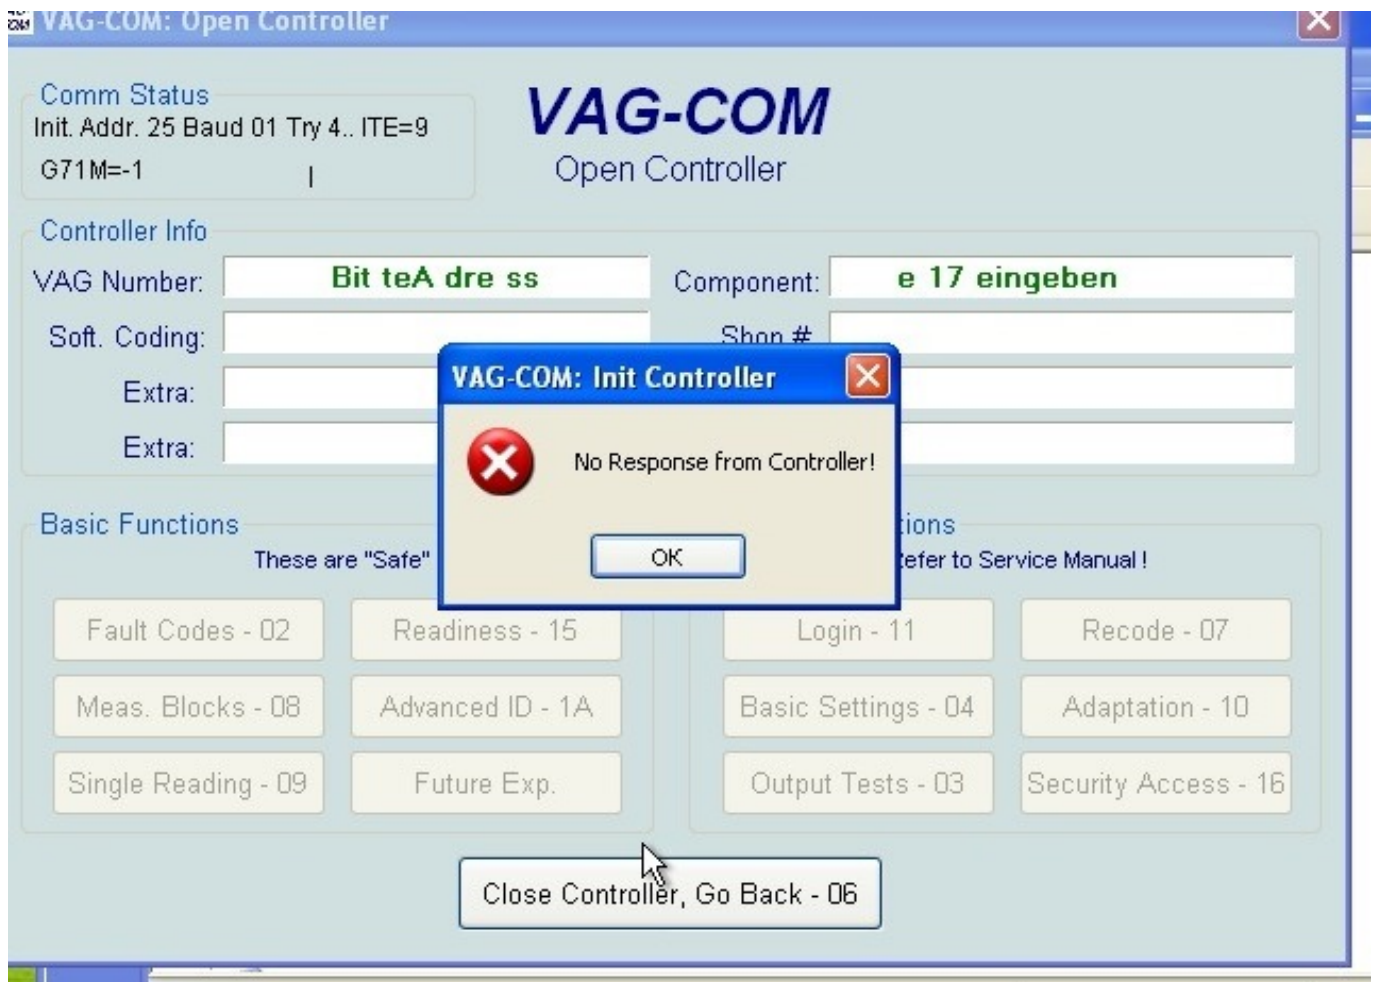 VAG-COM: Open Controller
Comm Status
Init. Addr. 25 Baud 01 Try 4.. ITE=9
G71M=-1
|
VAG-COM
Open Controller
Controller Info
VAG Number: Bit teA dre ss
Component: e 17 eingeben
Soft. Coding:
Shop #
Extra:
Extra:
VAG-COM: Init Controller
No Response from Controller!
OK
Basic Functions
These are "Safe"
Refer to Service Manual !
Fault Codes - 02
Readiness - 15
Login - 11
Recode - 07
Meas. Blocks - 08
Advanced ID - 1A
Basic Settings - 04
Adaptation - 10
Single Reading - 09
Future Exp.
Output Tests - 03
Security Access - 16
Close Controller, Go Back - 06